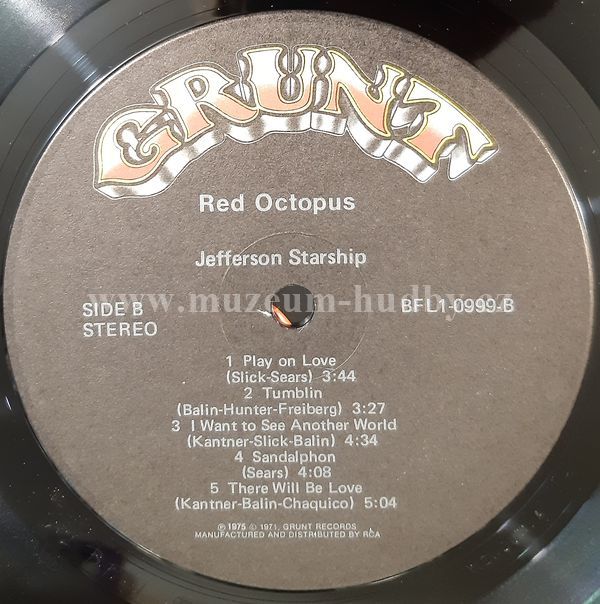 GRUNT
Red Octopus
Jefferson Starship
www.muzeum-hudby.cz
SIDE B
STEREO
BFL1-0999-B
1 Play on Love
(Slick-Sears) 3:44
2 Tumblin
(Balin-Hunter-Freiberg) 3:27
3 I Want to See Another World
(Kantner-Slick-Balin) 4:34
4 Sandalphon
(Sears) 4:08
5 There Will Be Love
(Kantner-Balin-Chaquico) 5:04
℗ 1975 © 1971, GRUNT RECORDS
MANUFACTURED AND DISTRIBUTED BY RCA